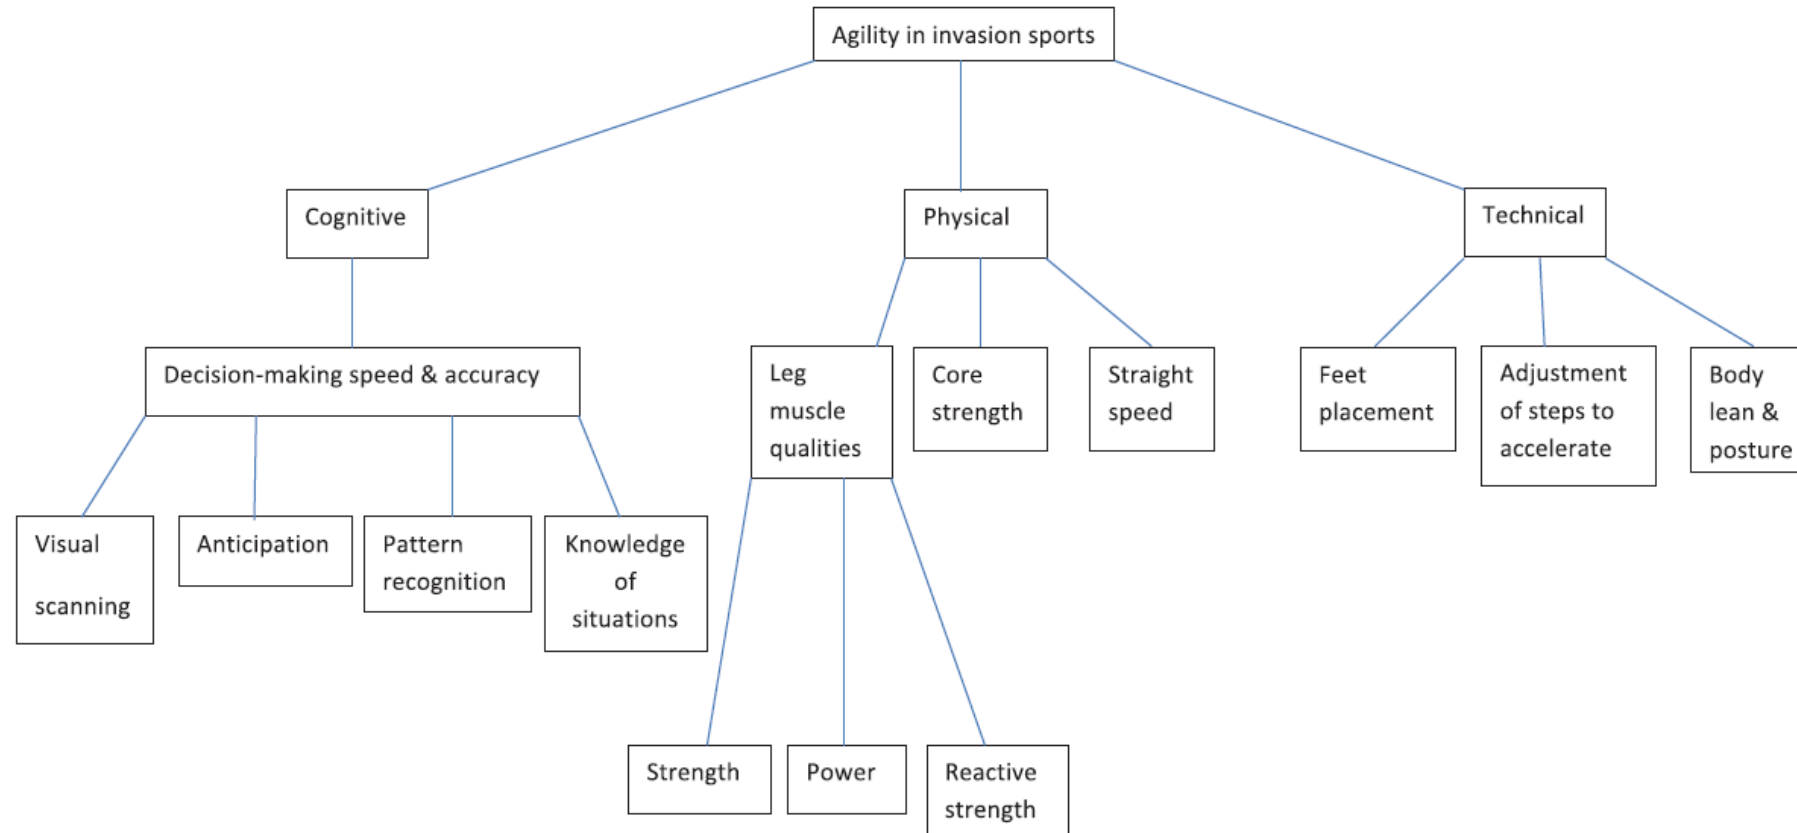 Agility in invasion sports
Cognitive
Physical
Technical
Decision-making speed & accuracy
Leg
muscle
qualities
Core
strength
Straight
speed
Feet
placement
Adjustment
of steps to
accelerate
Body
lean &
posture
Visual
scanning
Anticipation
Pattern
recognition
Knowledge
of
situations
Strength
Power
Reactive
strength